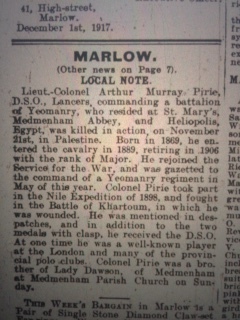 41, High-street,
Marlow.
December 1st, 1917.
MARLOW.
(Other news on Page 7).
LOCAL NOTE.
Lieut.-Colonel Arthur Murray Pirie,
D.S.O., Lancers, commanding a battalion
of Yeomanry, who resided at St. Mary's,
Medmenham Abbey, and Heliopolis,
Egypt, was killed in action, on November
21st, in Palestine. Born in 1869, he en-
tered the cavalry in 1889, retiring in 1906
with the rank of Major. He rejoined the
Service for the War, and was gazetted to
the command of a Yeomanry regiment in
May of this year. Colonel Pirie took part
in the Nile Expedition of 1898, and fought
in the Battle of Khartoum, in which he
was wounded. He was mentioned in des-
patches, and in addition to the two
medals with clasp, he received the D.S.O.
At one time he was a well-known player
at the London and many of the provin-
cial polo clubs. Colonel Pirie was a bro-
ther of Lady Dawson, of Medmenham
at Medmenham Parish Church on Sun-
day.
THIS WEEK'S BARGAIN in Marlow is a
Pair of Single Stone Diamond